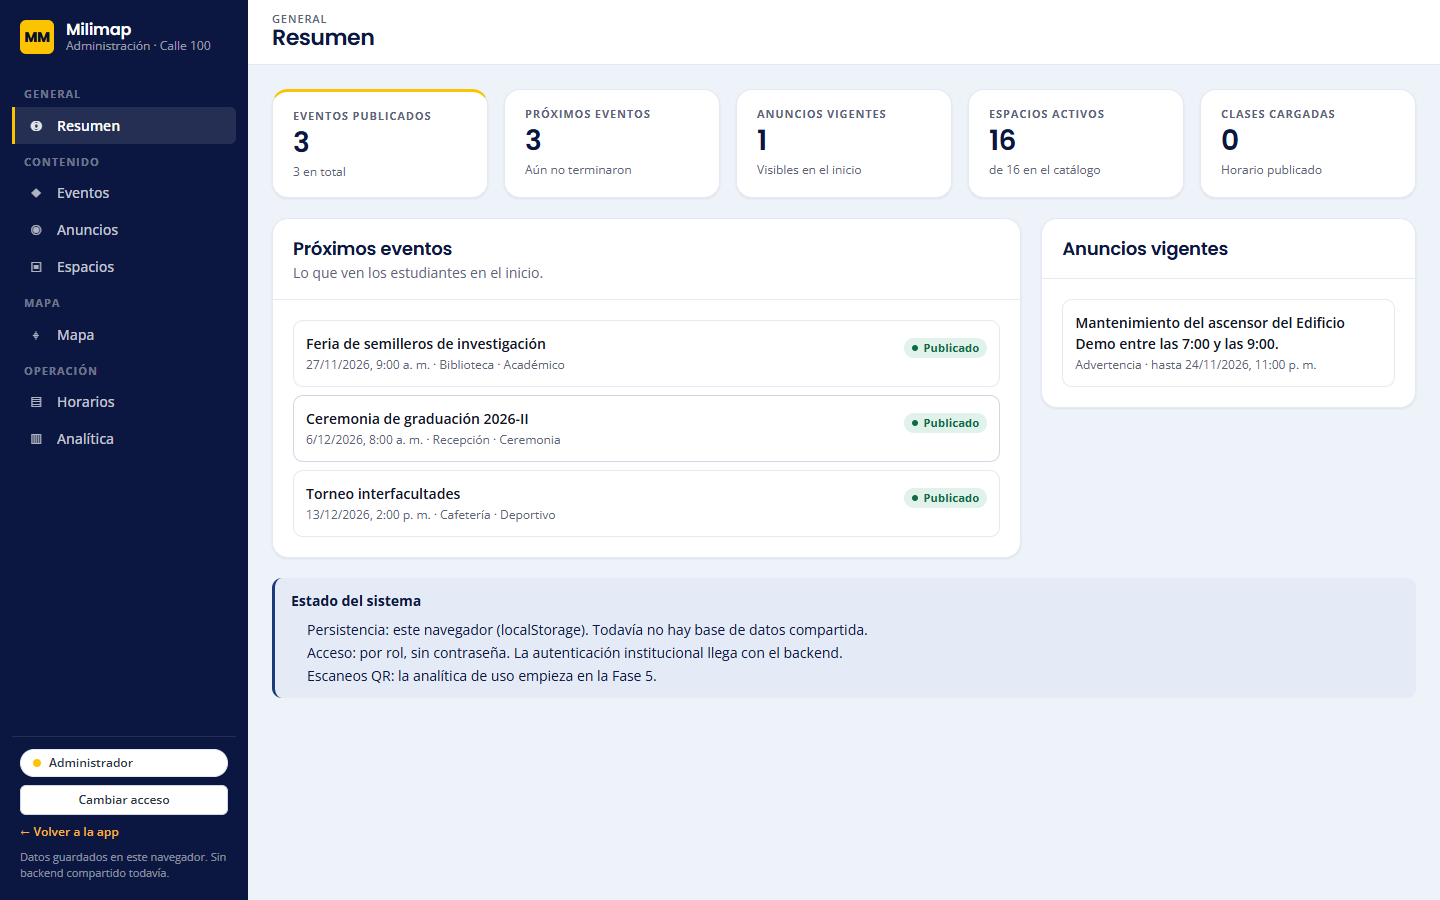 MM
Milimap
Administración · Calle 100
GENERAL
Resumen
CONTENIDO
Eventos
Anuncios
Espacios
MAPA
Mapa
OPERACIÓN
Horarios
Analítica
Administrador
Cambiar acceso
← Volver a la app
Datos guardados en este navegador. Sin
backend compartido todavía.
GENERAL
Resumen
EVENTOS PUBLICADOS
3
3 en total
PRÓXIMOS EVENTOS
3
Aún no terminaron
ANUNCIOS VIGENTES
1
Visibles en el inicio
ESPACIOS ACTIVOS
16
de 16 en el catálogo
CLASES CARGADAS
0
Horario publicado
Próximos eventos
Lo que ven los estudiantes en el inicio.
Feria de semilleros de investigación
27/11/2026, 9:00 a. m. · Biblioteca · Académico
Publicado
Ceremonia de graduación 2026-II
6/12/2026, 8:00 a. m. · Recepción · Ceremonia
Publicado
Torneo interfacultades
13/12/2026, 2:00 p. m. · Cafetería · Deportivo
Publicado
Anuncios vigentes
Mantenimiento del ascensor del Edificio
Demo entre las 7:00 y las 9:00.
Advertencia · hasta 24/11/2026, 11:00 p. m.
Estado del sistema
Persistencia: este navegador (localStorage). Todavía no hay base de datos compartida.
Acceso: por rol, sin contraseña. La autenticación institucional llega con el backend.
Escaneos QR: la analítica de uso empieza en la Fase 5.